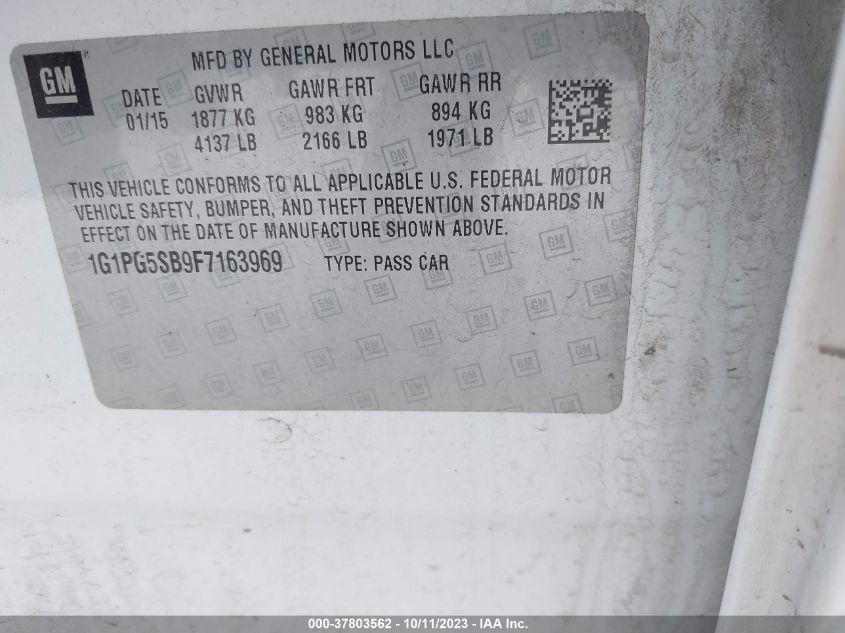 GM
MFD BY GENERAL MOTORS LLC
DATE GVWR GAWR FRT GAWR RR
01/15 1877 KG 983 KG 894 KG
4137 LB 2166 LB 1971 LB
THIS VEHICLE CONFORMS TO ALL APPLICABLE U.S. FEDERAL MOTOR
VEHICLE SAFETY, BUMPER, AND THEFT PREVENTION STANDARDS IN
EFFECT ON THE DATE OF MANUFACTURE SHOWN ABOVE.
1G1PG5SB9F7163969 TYPE: PASS CAR
000-37803562 - 10/11/2023 - IAA Inc.